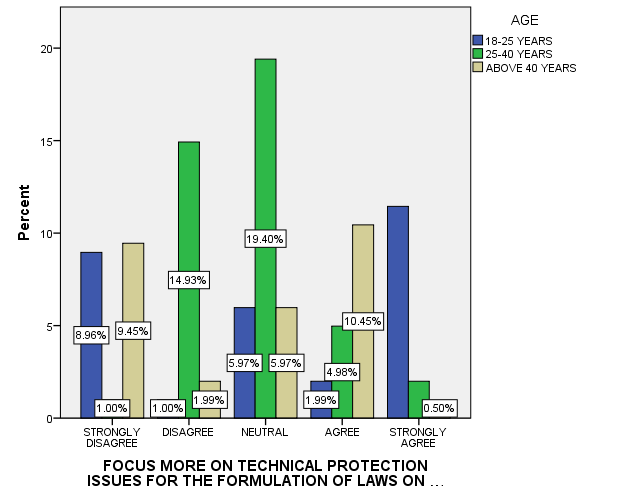 AGE
18-25 YEARS
25-40 YEARS
ABOVE 40 YEARS
Percent
20
15
10
5
0
8.96%
1.00%
9.45%
1.00%
14.93%
1.99%
5.97%
19.40%
5.97%
1.99%
4.98%
10.45%
0.50%
STRONGLY
DISAGREE
DISAGREE
NEUTRAL
AGREE
STRONGLY
AGREE
FOCUS MORE ON TECHNICAL PROTECTION
ISSUES FOR THE FORMULATION OF LAWS ON ...